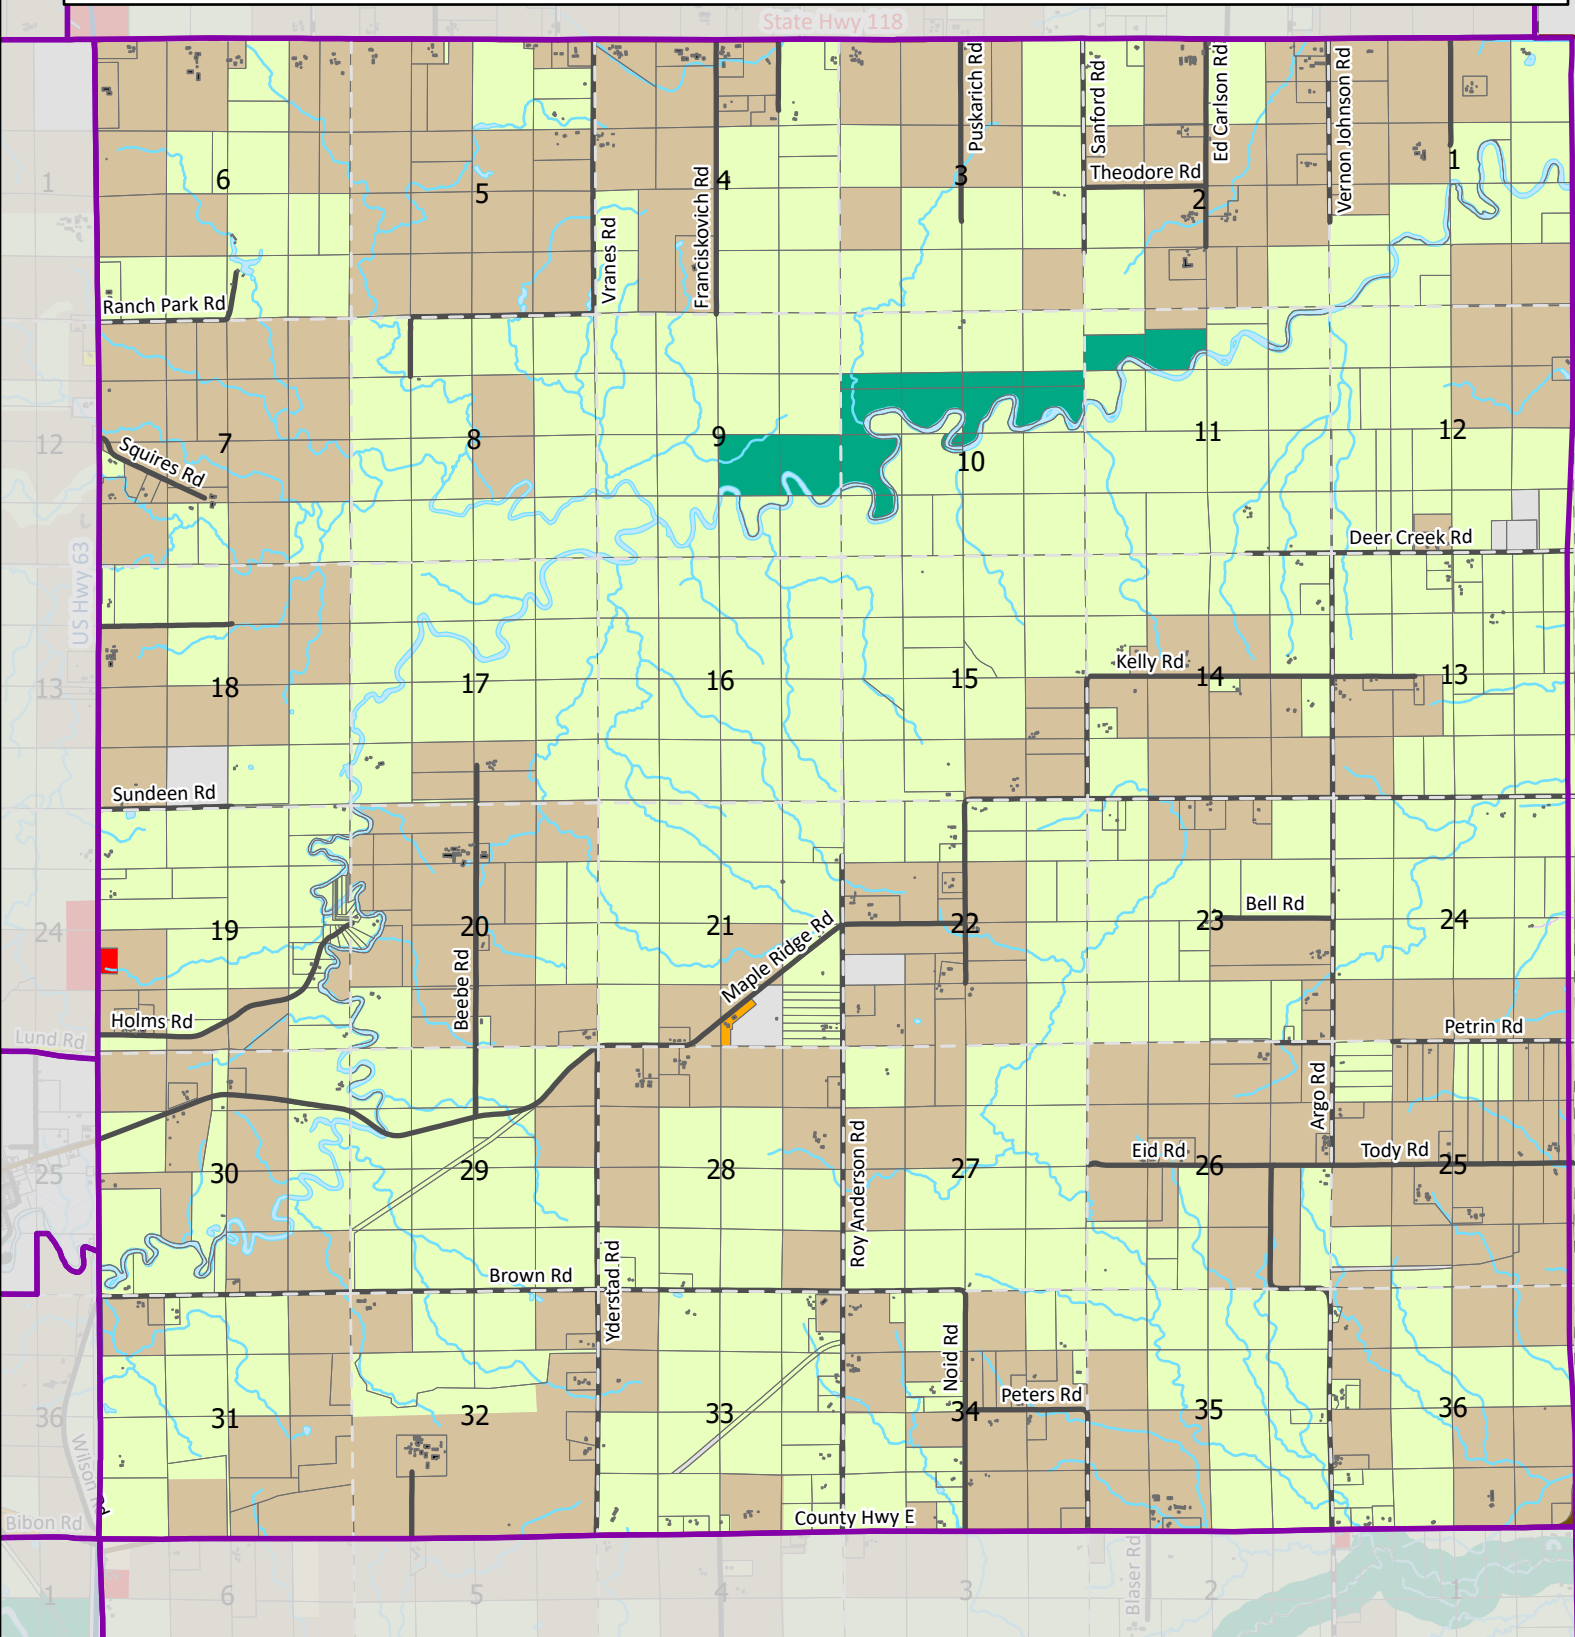 State Hwy 118
Puskarich Rd
Sanford Rd
Ed Carlson Rd
Vernon Johnson Rd
1
6
5
4
3
2
1
Theodore Rd
Vranes Rd
Franciskovich Rd
Ranch Park Rd
12
7
8
9
10
11
12
Squires Rd
US Hwy 63
Deer Creek Rd
13
18
17
16
15
14
13
Kelly Rd
Sundeen Rd
24
19
20
21
22
23
24
Bell Rd
Maple Ridge Rd
Beebe Rd
Holms Rd
Lund Rd
Petrin Rd
Argo Rd
25
30
29
28
27
26
25
Eid Rd
Tody Rd
Roy Anderson Rd
Yderstad Rd
Brown Rd
Noid Rd
Peters Rd
36
31
32
33
34
35
36
Wilson Rd
Bibon Rd
County Hwy E
Blaser Rd
1
6
5
4
3
2
1